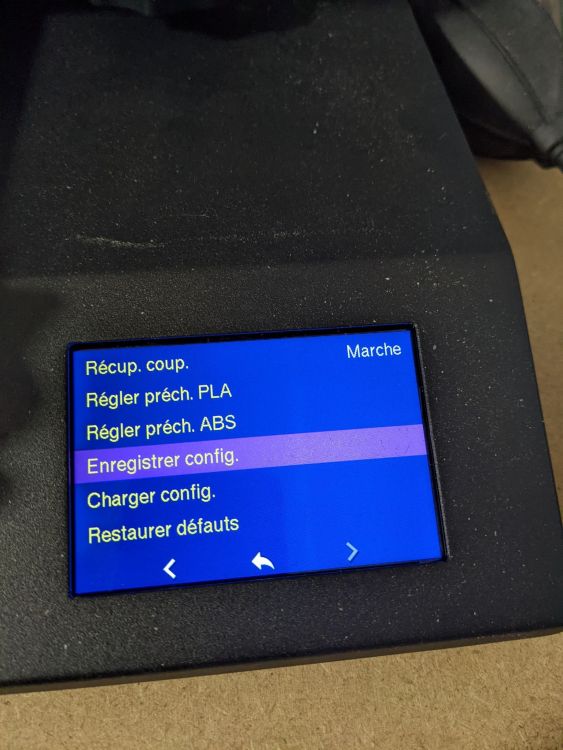 Récup. coup. Marche
Régler préch. PLA
Régler préch. ABS
Enregistrer config.
Charger config.
Restaurer défauts